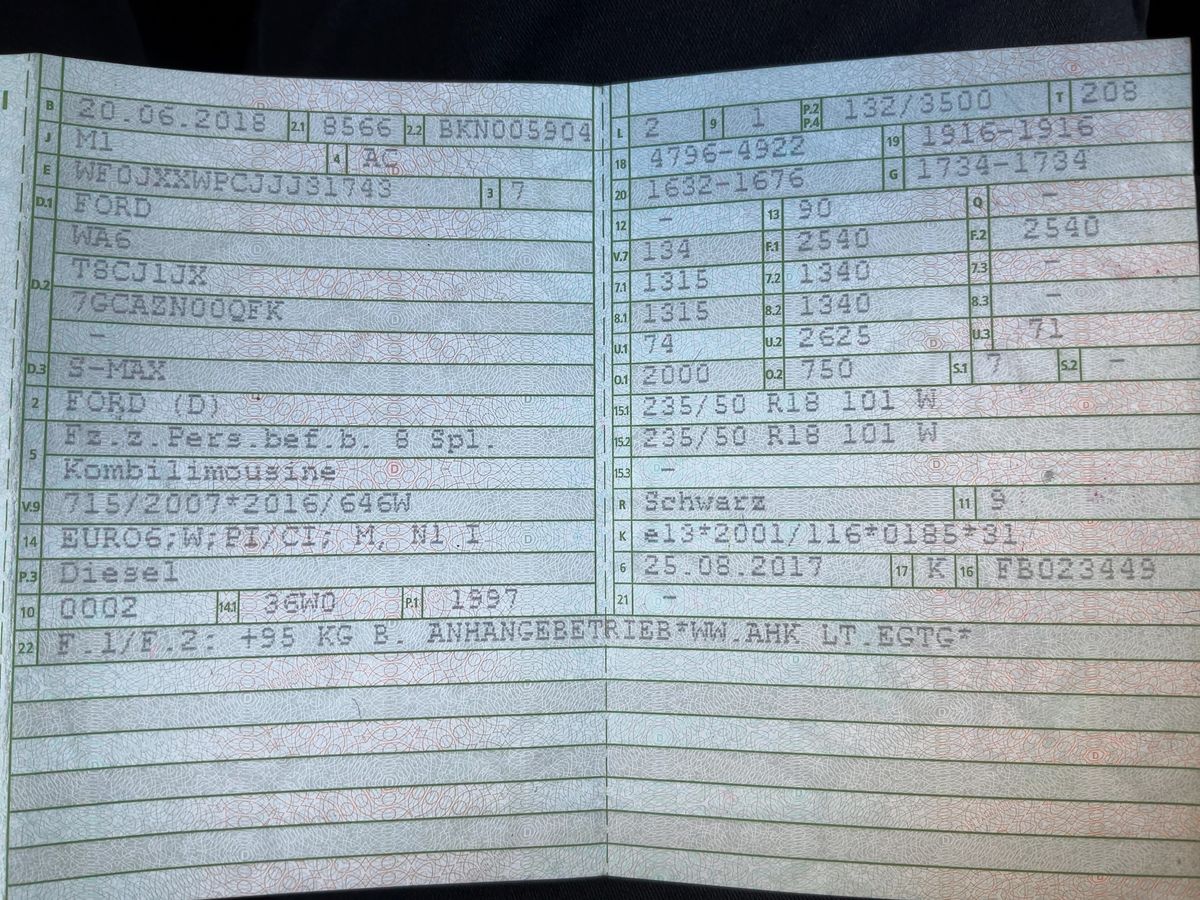 B 20.06.2018 2.1 8566 2.2 BKN005904
J M1 4 AC
E WF0JXXWPCJJJ31743 3 7
D.1 FORD
WA6
D.2 T8CJ1JX
7GCAZN00QFK
-
D.3 S-MAX
2 FORD (D)
Fz.z.Pers.bef.b. 8 Spl.
5
Kombilimousine
V.9 715/2007*2016/646W
14 EURO6;W;PI/CI; M, N1 I
P.3 Diesel
10 0002 14.1 36W0 P.1 1997
L 2 9 1 P.2 P.4 132/3500 T 208
18 4796-4922 19 1916-1916
20 1632-1676 G 1734-1734
12 - 13 90 Q -
V.7 134 F.1 2540 F.2 2540
7.1 1315 7.2 1340 7.3 -
8.1 1315 8.2 1340 8.3 -
U.1 74 U.2 2625 U.3 71
O.1 2000 O.2 750 S.1 7 S.2 -
15.1 235/50 R18 101 W
15.2 235/50 R18 101 W
15.3 -
R Schwarz 11 9
K e13*2001/116*0185*31
6 25.08.2017 17 K 16 FB023449
21 -
22 F.1/F.2: +95 KG B. ANHANGEBETRIEB*WW.AHK LT.EGTG*